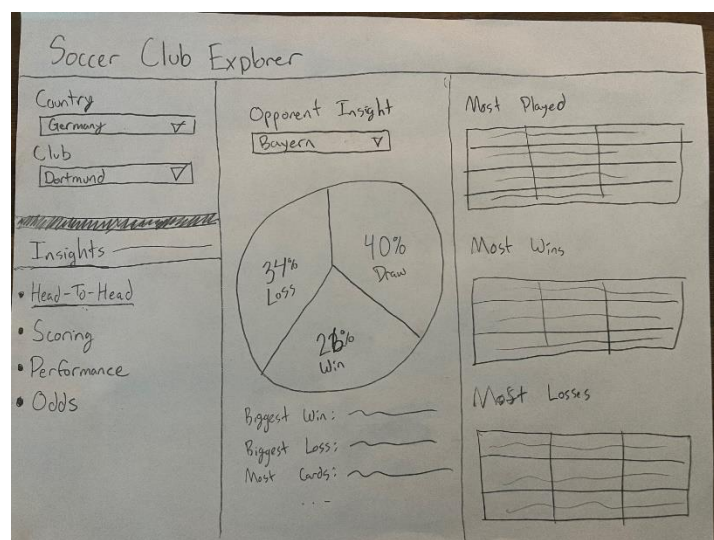 Soccer Club Explorer
Country
Germany
Club
Dortmund
Insights
• Head-To-Head
• Scoring
• Performance
• Odds
Opponent Insight
Bayern
34%
Loss
40%
Draw
Win
Biggest Win:
Biggest Loss:
Most Cards:
...
Most Played
Most Wins
Most Losses